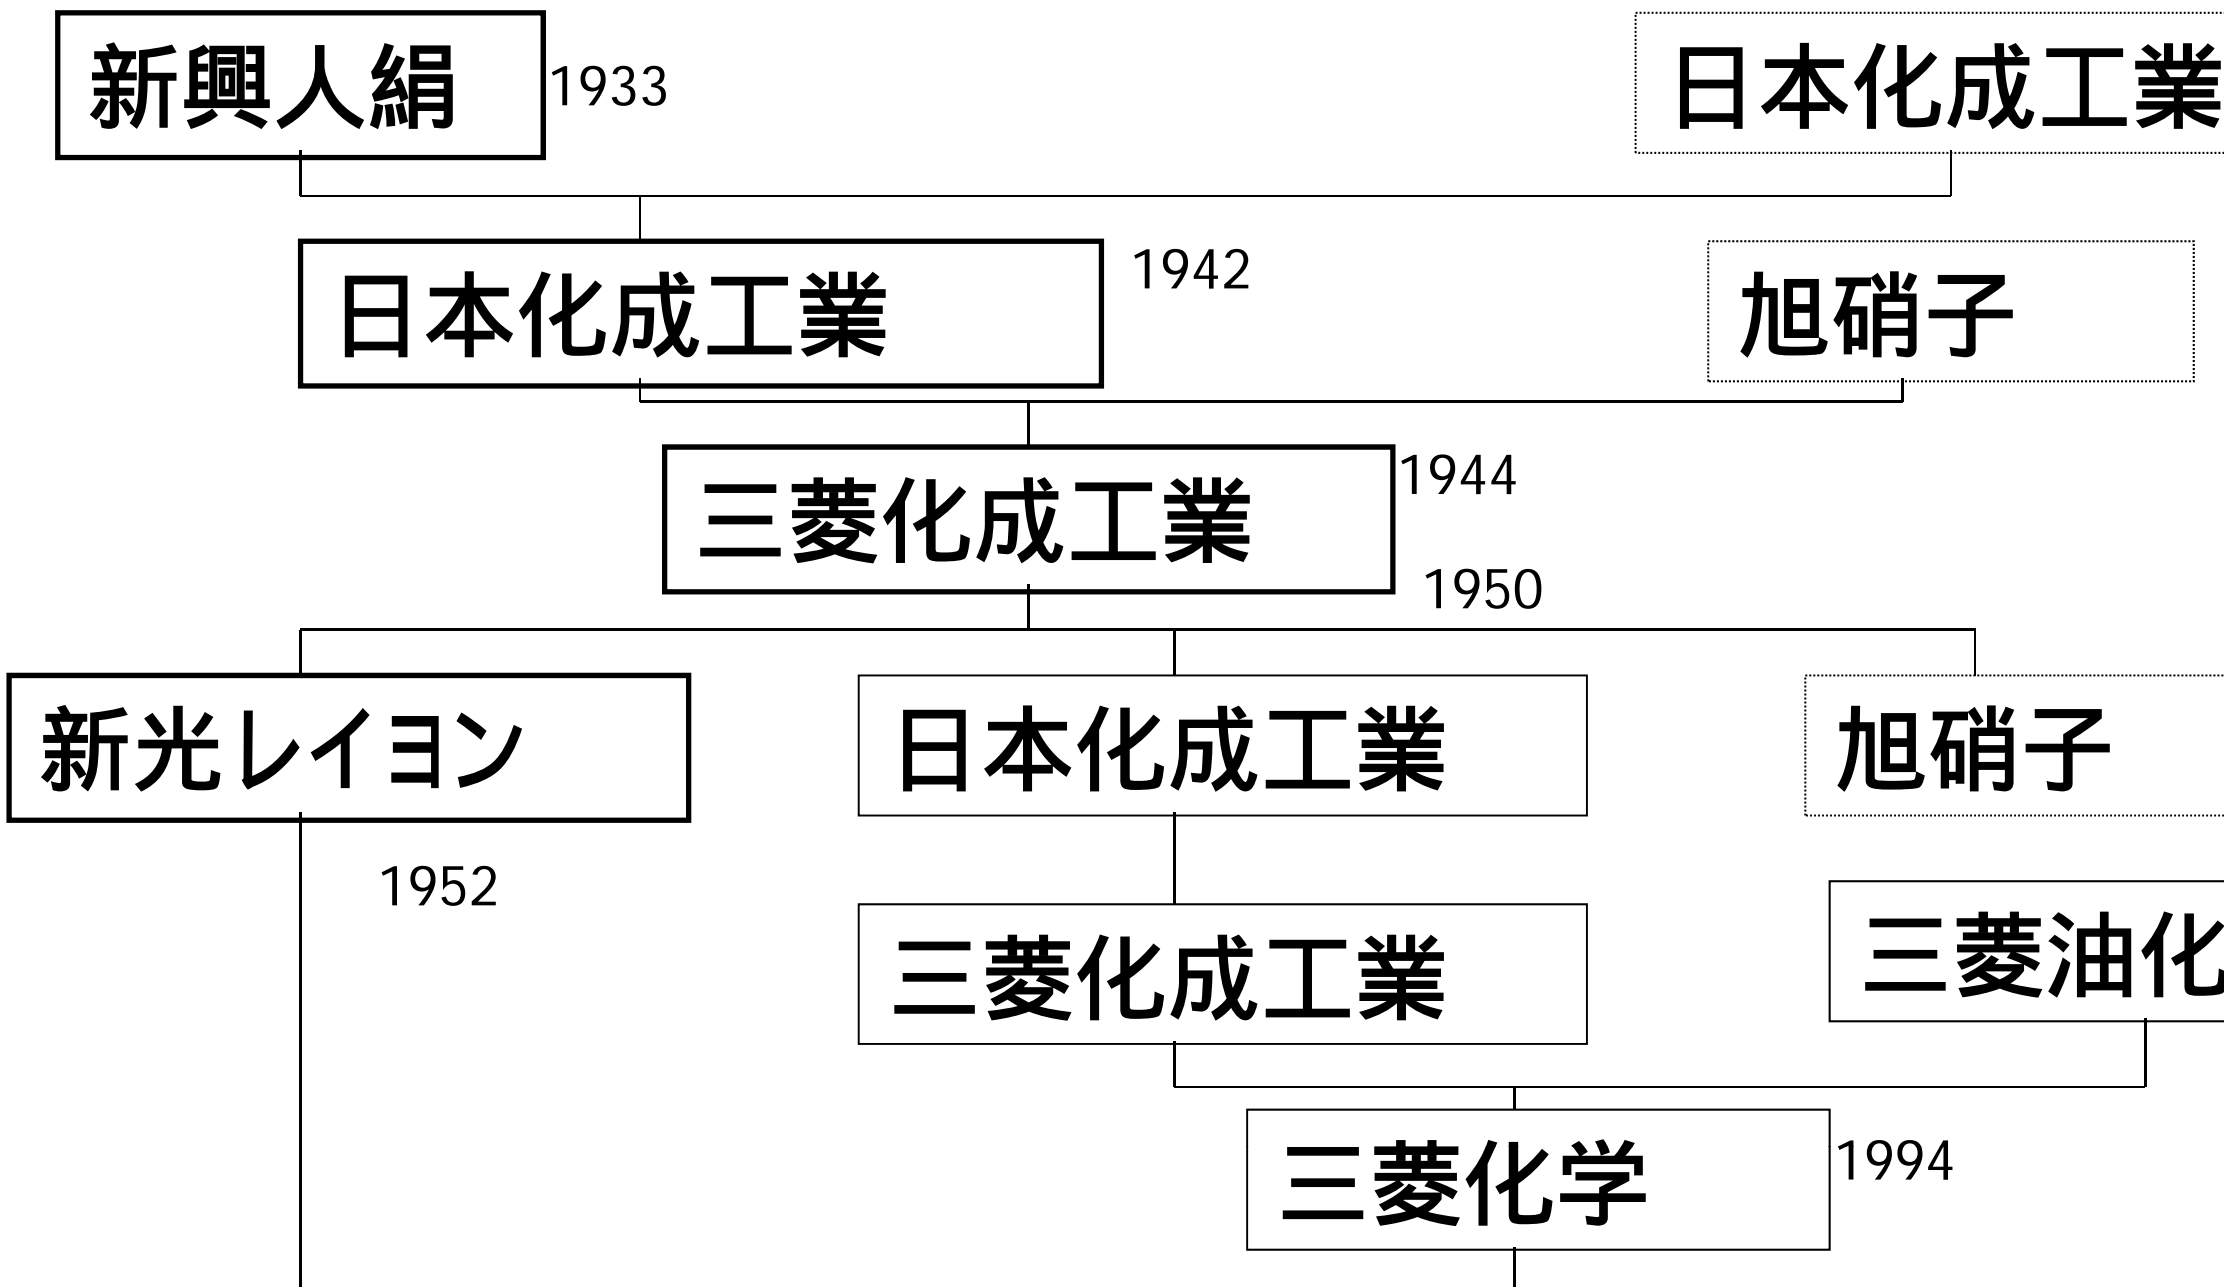 新興人絹
1933
日本化成工業
日本化成工業
1942
旭硝子
三菱化成工業
1944
1950
新光レイヨン
日本化成工業
旭硝子
1952
三菱化成工業
三菱油化
三菱化学
1994